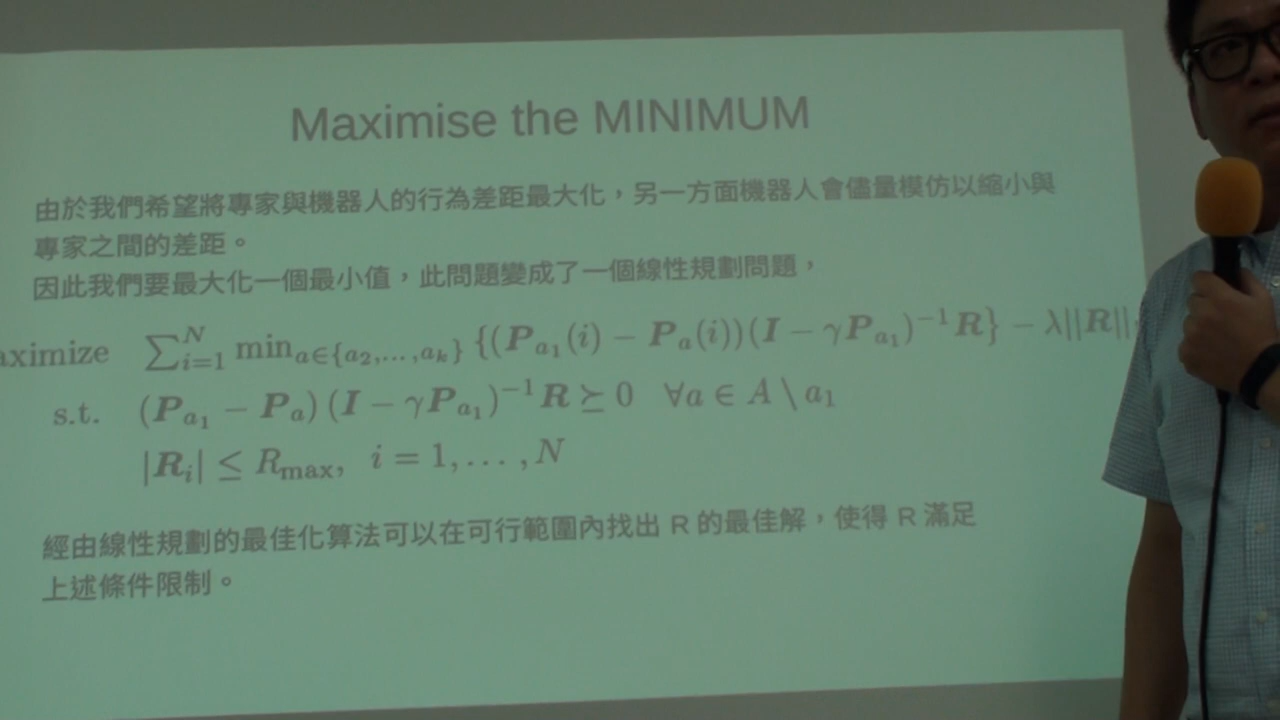 Maximise the MINIMUM
由於我們希望將專家與機器人的行為差距最大化,另一方面機器人會儘量模仿以縮小與
專家之間的差距。
因此我們要最大化一個最小值,此問題變成了一個線性規劃問題,
aximize ∑_{i=1}^{N} min_{a∈{a₂,...,a_k}} {(P_{a₁}(i) − P_a(i))(I − γP_{a₁})^{−1}R} − λ||R||
s.t. (P_{a₁} − P_a)(I − γP_{a₁})^{−1}R ⪰ 0 ∀a ∈ A \ a₁
|R_i| ≤ R_max, i = 1, . . . , N
經由線性規劃的最佳化算法可以在可行範圍內找出 R 的最佳解,使得 R 滿足
上述條件限制。